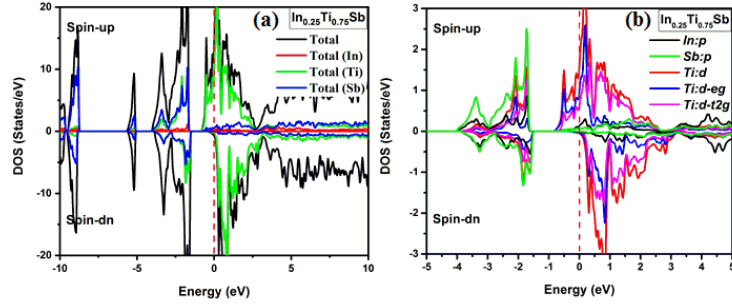 (a)
In0.25Ti0.75Sb
Spin-up
Total
Total (In)
Total (Ti)
Total (Sb)
Spin-dn
DOS (States/eV)
20
10
0
10
20
-10
-5
0
5
10
Energy (eV)
(b)
In0.25Ti0.75Sb
Spin-up
In:p
Sb:p
Ti:d
Ti:d-eg
Ti:d-t2g
Spin-dn
DOS (States/eV)
3
2
1
0
-1
-2
-3
-5
-4
-3
-2
-1
0
1
2
3
4
5
Energy (eV)